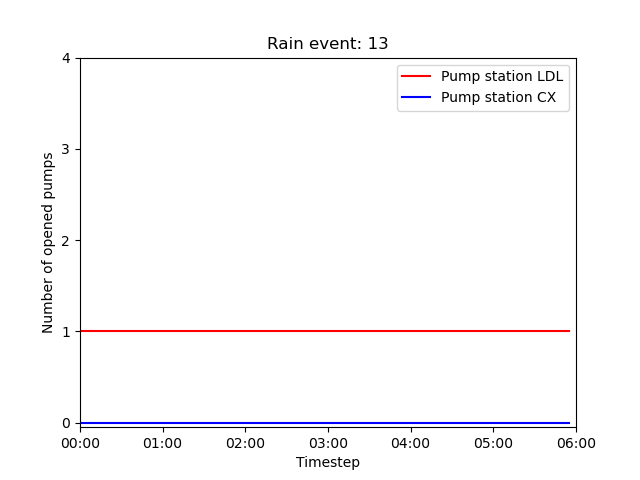 Rain event: 13
Pump station LDL
Pump station CX
Number of opened pumps
4
3
2
1
0
00:00 01:00 02:00 03:00 04:00 05:00 06:00
Timestep